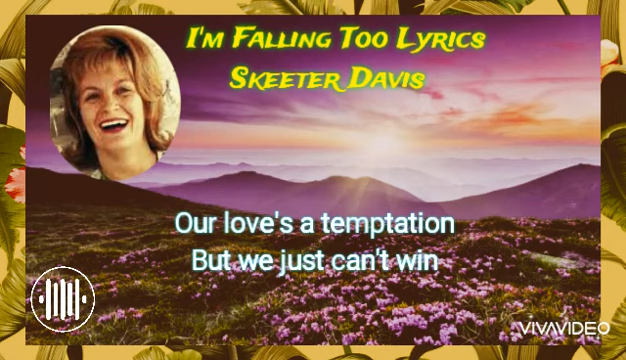 I'm Falling Too Lyrics
Skeeter Davis
Our love's a temptation
But we just can't win
VIVAVIDEO